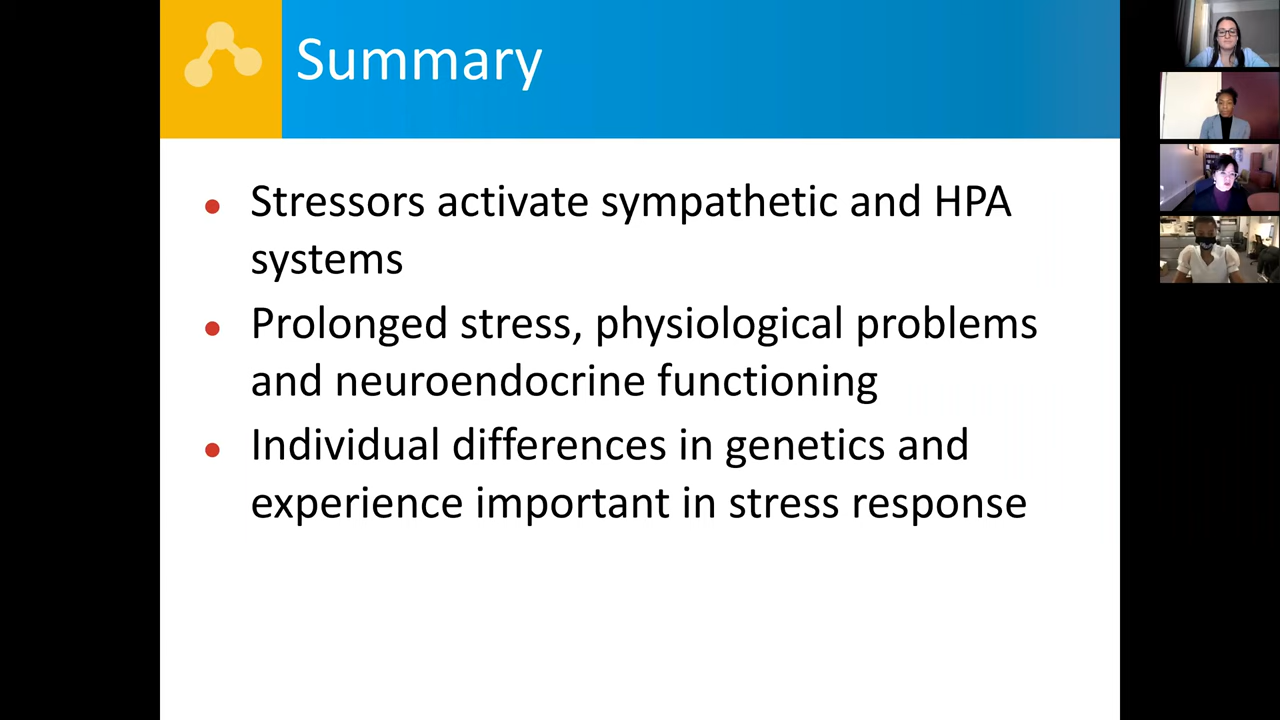 Summary
• Stressors activate sympathetic and HPA
systems
• Prolonged stress, physiological problems
and neuroendocrine functioning
• Individual differences in genetics and
experience important in stress response